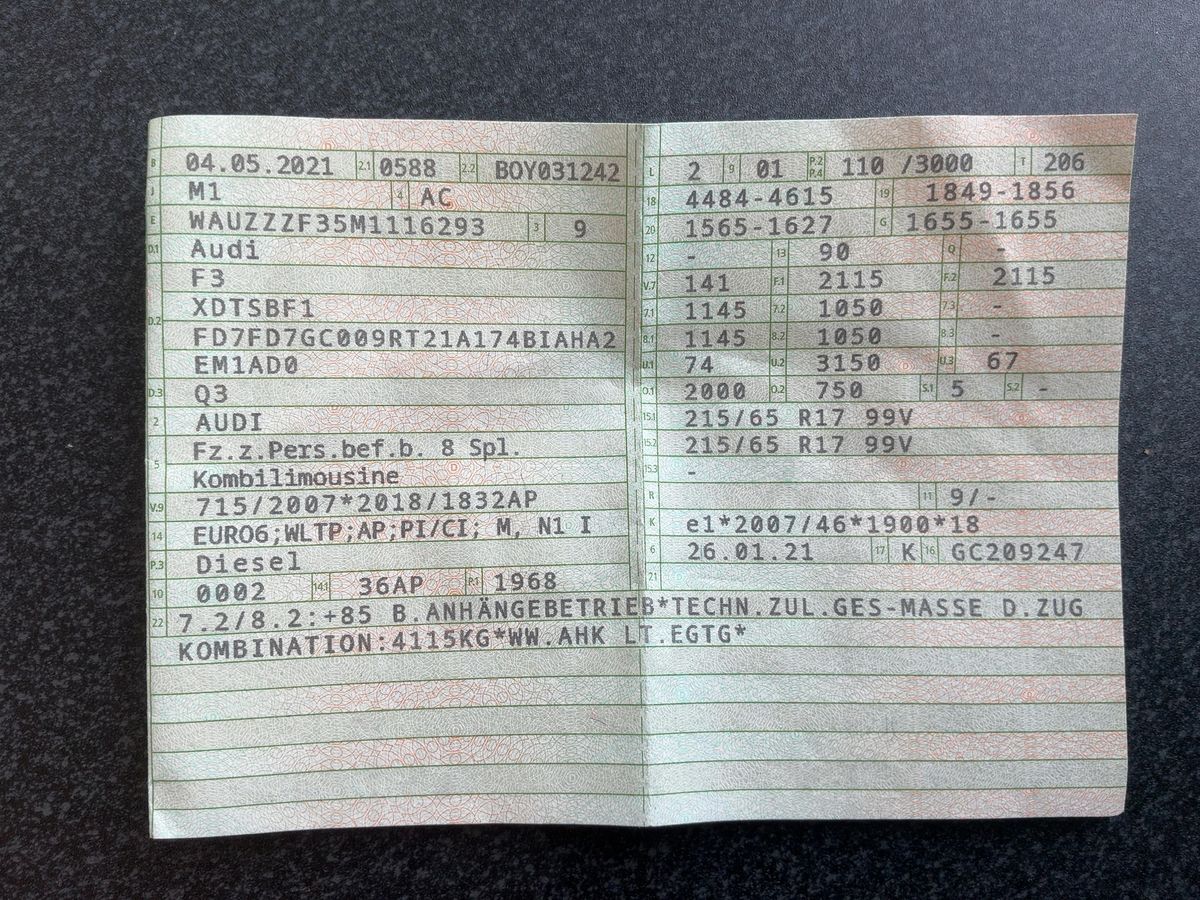 B 04.05.2021 2.1 0588 2.2 BOY031242 L 2 9 01 P.2 P.4 110 /3000 T 206
J M1 4 AC 18 4484-4615 19 1849-1856
E WAUZZZF35M1116293 3 9 20 1565-1627 G 1655-1655
D.1 Audi 12 - 13 90 Q -
F3 V.7 141 F.1 2115 F.2 2115
D.2 XDTSBF1 7.1 1145 7.2 1050 7.3 -
FD7FD7GC009RT21A174BIAHA2 8.1 1145 8.2 1050 8.3 -
EM1AD0 U.1 74 U.2 3150 U.3 67
D.3 Q3 O.1 2000 O.2 750 S.1 5 S.2 -
2 AUDI 15.1 215/65 R17 99V
5 Fz.z.Pers.bef.b. 8 Spl. 15.2 215/65 R17 99V
Kombilimousine 15.3 -
V.9 715/2007*2018/1832AP R 11 9/-
14 EURO6;WLTP;AP;PI/CI; M, N1 I K e1*2007/46*1900*18
P.3 Diesel 6 26.01.21 17 K 16 GC209247
10 0002 14.1 36AP P.1 1968 21
22 7.2/8.2:+85 B.ANHÄNGEBETRIEB*TECHN.ZUL.GES-MASSE D.ZUG
KOMBINATION:4115KG*WW.AHK LT.EGTG*